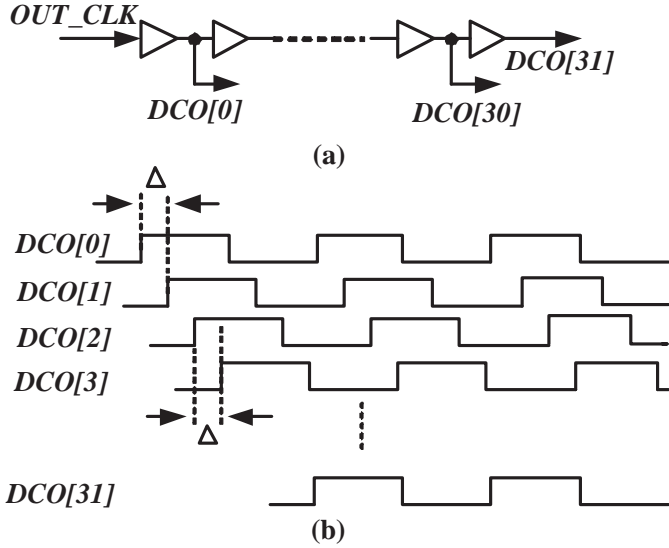 OUT_CLK
DCO[31]
DCO[0]
DCO[30]
(a)
Δ
DCO[0]
DCO[1]
DCO[2]
DCO[3]
Δ
DCO[31]
(b)